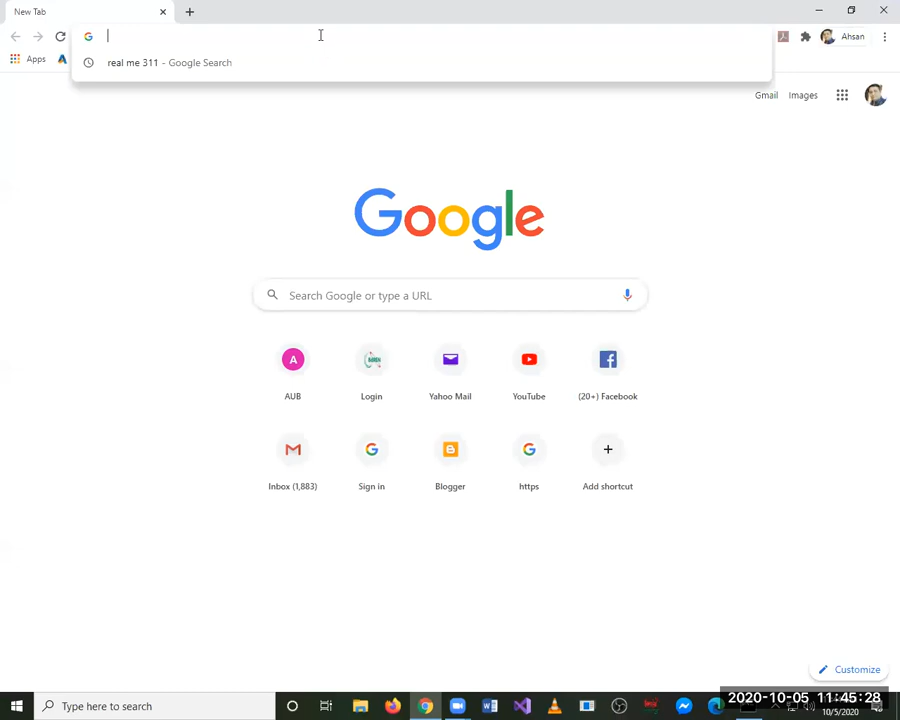 New Tab
Ahsan
real me 311 - Google Search
Apps
Gmail
Images
Google
Search Google or type a URL
A
AUB
Login
Yahoo Mail
YouTube
(20+) Facebook
Inbox (1,883)
Sign in
Blogger
https
Add shortcut
Customize
Type here to search
2020-10-05 11:45:28
10/5/2020